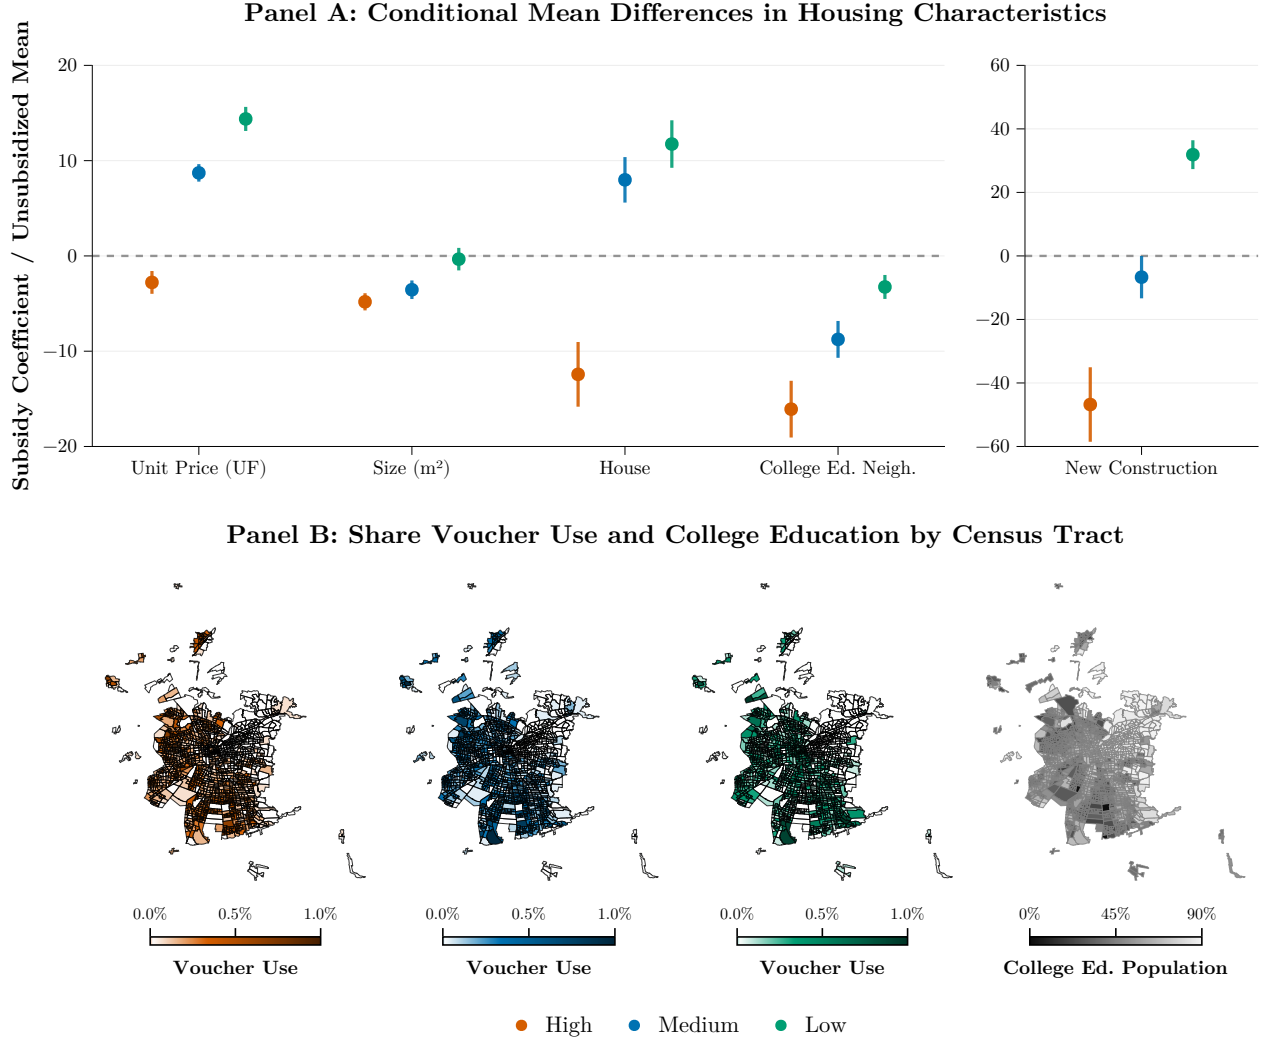 Panel A: Conditional Mean Differences in Housing Characteristics
Subsidy Coefficient / Unsubsidized Mean
20
10
0
−10
−20
Unit Price (UF)
Size (m²)
House
College Ed. Neigh.
60
40
20
0
−20
−40
−60
New Construction
Panel B: Share Voucher Use and College Education by Census Tract
0.0%
0.5%
1.0%
Voucher Use
0.0%
0.5%
1.0%
Voucher Use
0.0%
0.5%
1.0%
Voucher Use
0%
45%
90%
College Ed. Population
High
Medium
Low